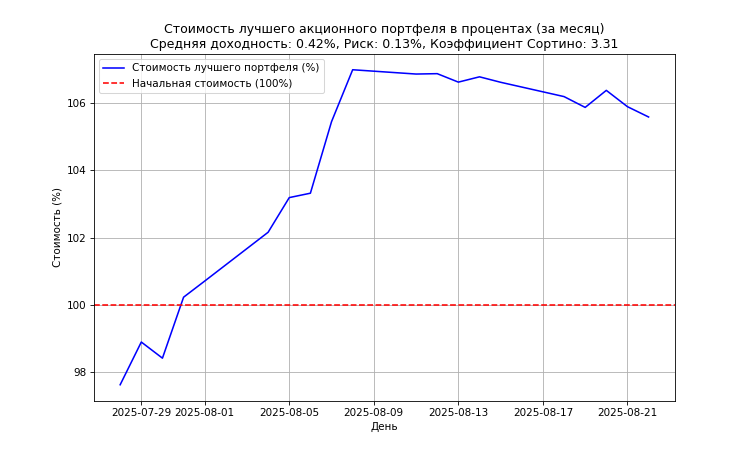 Стоимость лучшего акционного портфеля в процентах (за месяц)
Средняя доходность: 0.42%, Риск: 0.13%, Коэффициент Сортино: 3.31
Стоимость лучшего портфеля (%)
Начальная стоимость (100%)
Стоимость (%)
106
104
102
100
98
2025-07-29 2025-08-01 2025-08-05 2025-08-09 2025-08-13 2025-08-17 2025-08-21
День